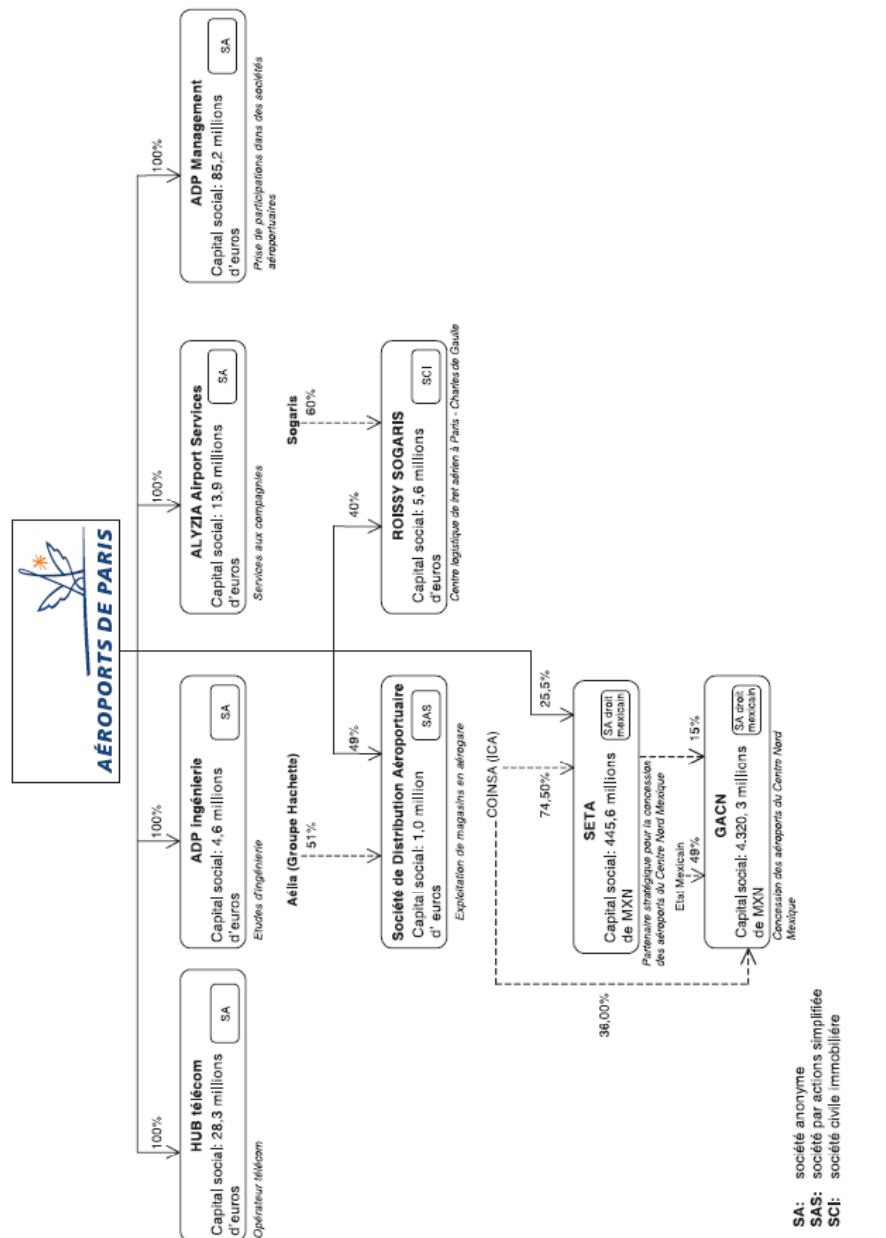 AÉROPORTS DE PARIS
100%
100%
100%
100%
HUB télécom
Capital social: 28,3 millions
d'euros
SA
Opérateur télécom
ADP ingénierie
Capital social: 4,6 millions
d'euros
SA
Etudes d'ingénierie
ALYZIA Airport Services
Capital social: 13,9 millions
d'euros
SA
Services aux compagnies
ADP Management
Capital social: 85,2 millions
d'euros
SA
Prise de participations dans des sociétés
aéroportuaires
Aélia (Groupe Hachette)
51%
49%
Sogaris
60%
40%
Société de Distribution Aéroportuaire
Capital social: 1,0 million
d' euros
SAS
Exploitation de magasins en aérogare
ROISSY SOGARIS
Capital social: 5,6 millions
d'euros
SCI
Centre logistique de fret aérien à Paris - Charles de Gaulle
COINSA (ICA)
74,50%
25,5%
SETA
Capital social: 445,6 millions
de MXN
SA droit
mexicain
Partenaire stratégique pour la concession
des aéroports du Centre Nord Mexique
Etat Mexicain
49%
15%
36,00%
GACN
Capital social: 4.320, 3 millions
de MXN
SA droit
mexicain
Concession des aéroports du Centre Nord
Mexique
SA: société anonyme
SAS: société par actions simplifiée
SCI: société civile immobilière